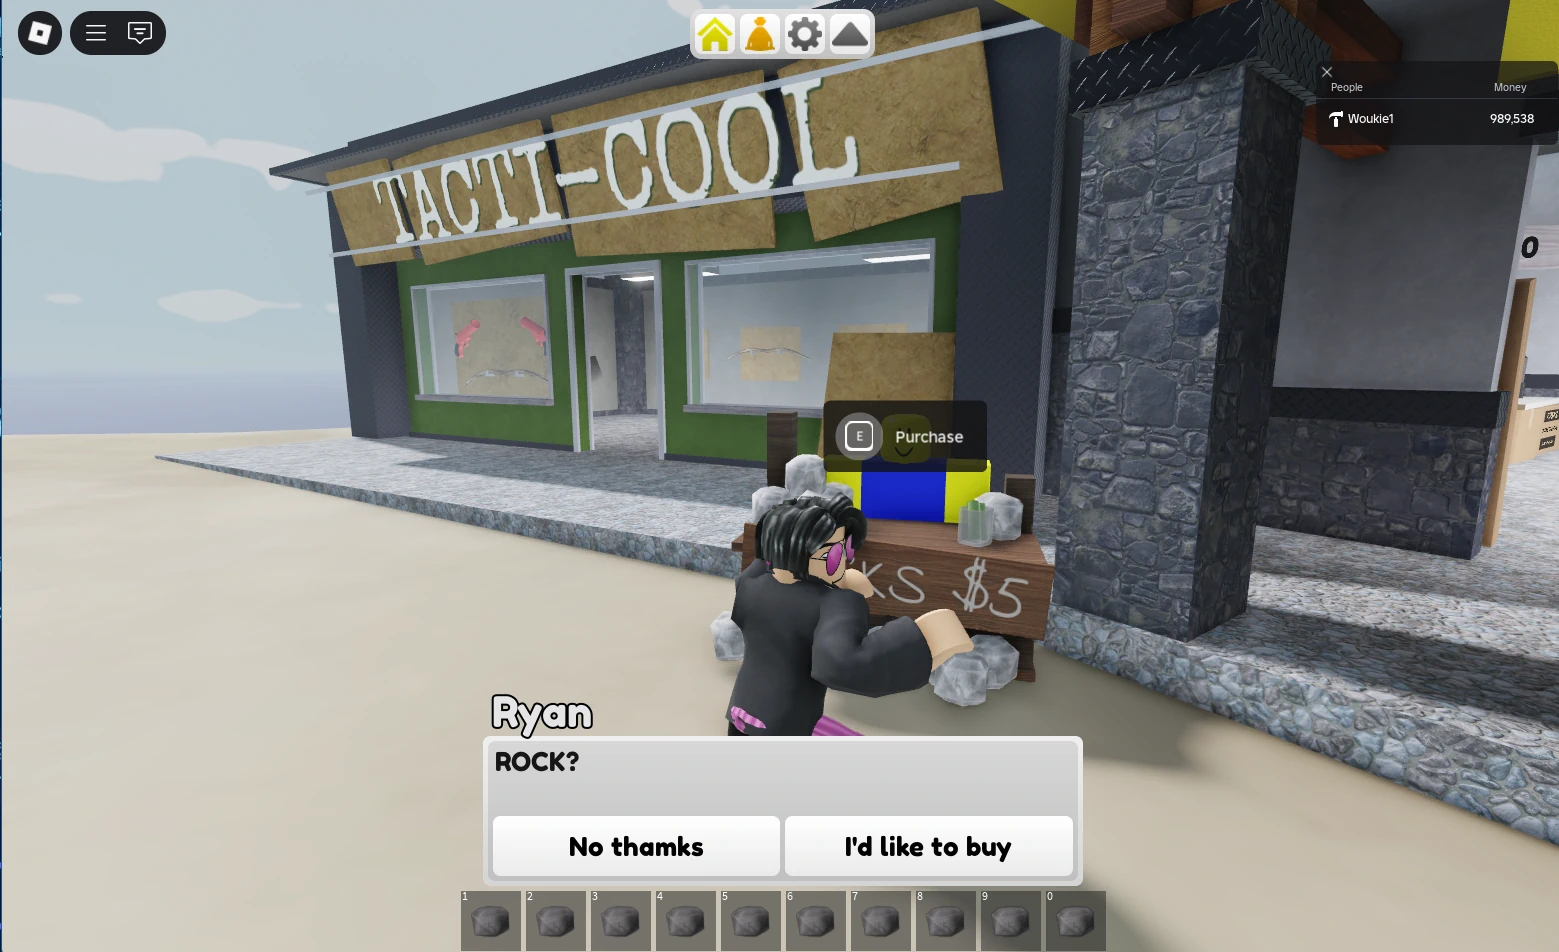 People Money
Woukie1 989,538
TACTI-COOL
0
E Purchase
KS $5
Ryan
ROCK?
No thamks
I'd like to buy
1 2 3 4 5 6 7 8 9 0